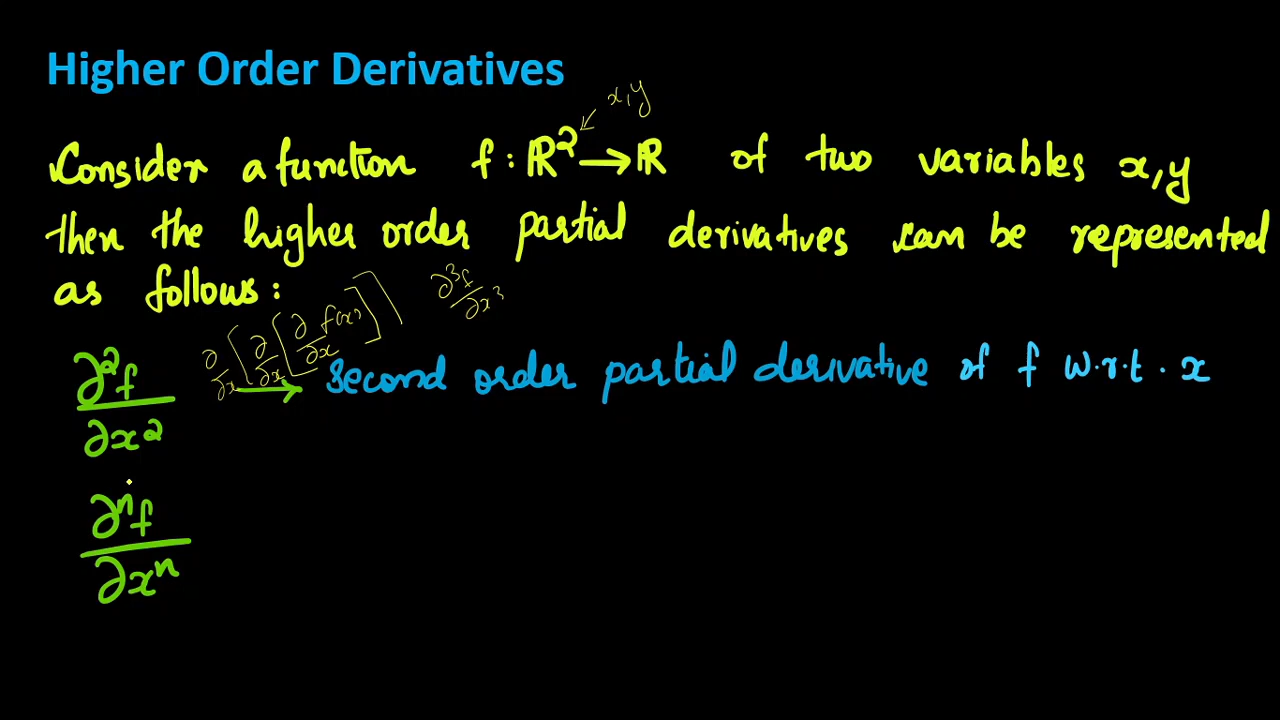 Higher Order Derivatives
x,y
Consider a function f : ℝ² → ℝ of two variables x,y
then the higher order partial derivatives can be represented
as follows:
∂/∂x [∂/∂x [∂/∂x f(x)]] ∂³f/∂x³
∂²f/∂x² → second order partial derivative of f w.r.t. x
∂ⁿf/∂xⁿ